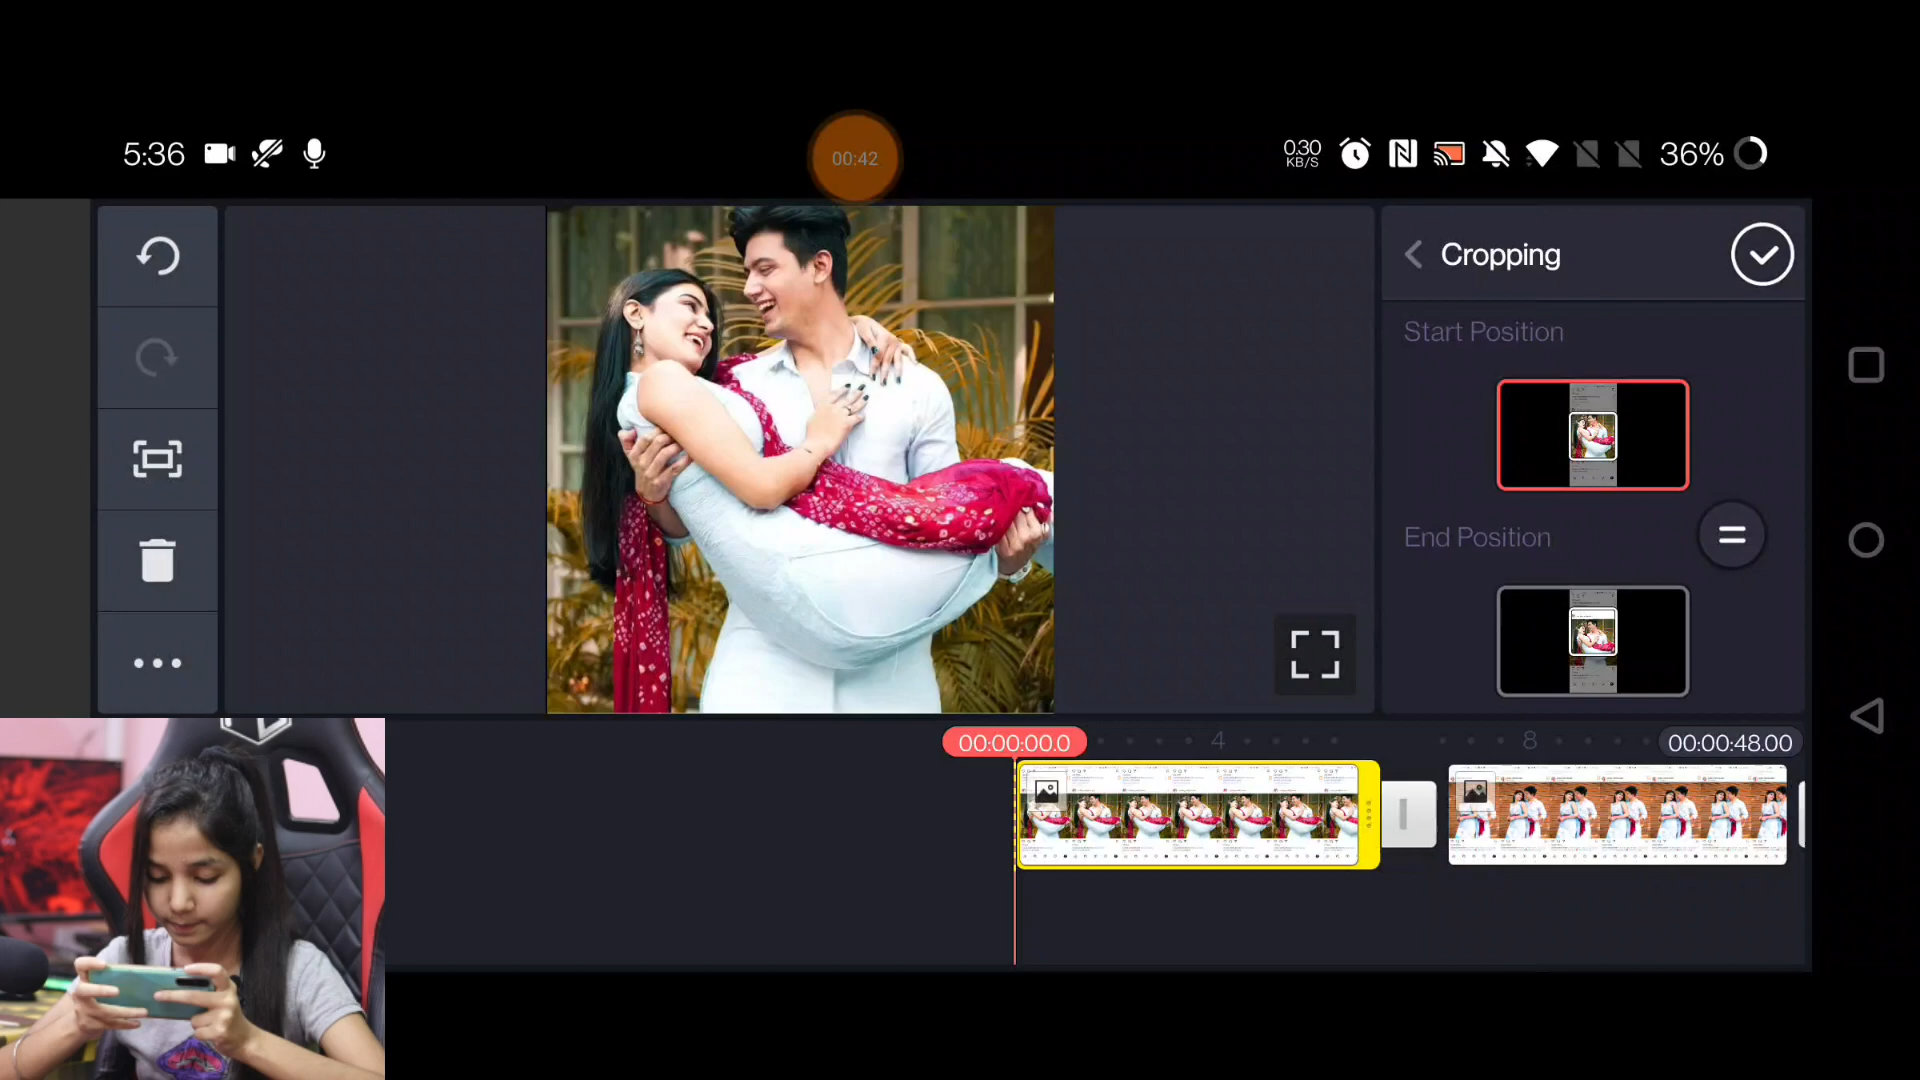 5:36
00:42
0.30
KB/S
36%
Cropping
Start Position
End Position
00:00:00.0
4
8
00:00:48.00